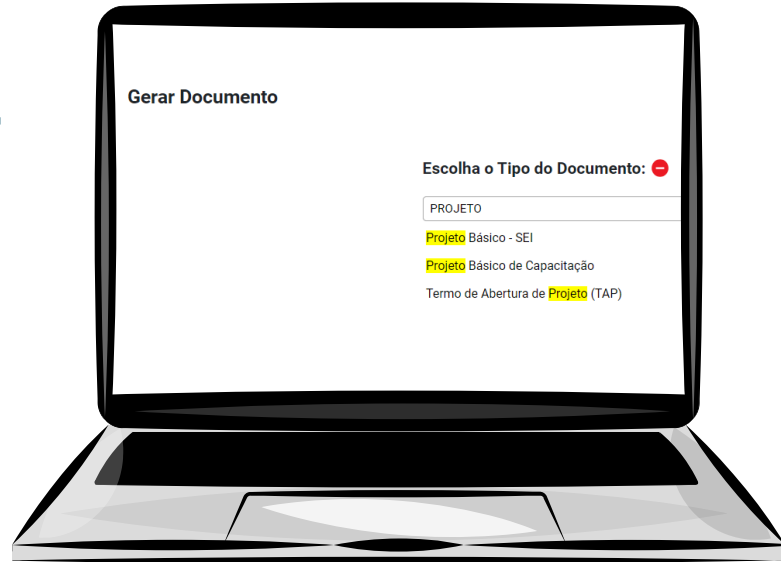 Gerar Documento
Escolha o Tipo do Documento:
PROJETO
Projeto Básico - SEI
Projeto Básico de Capacitação
Termo de Abertura de Projeto (TAP)